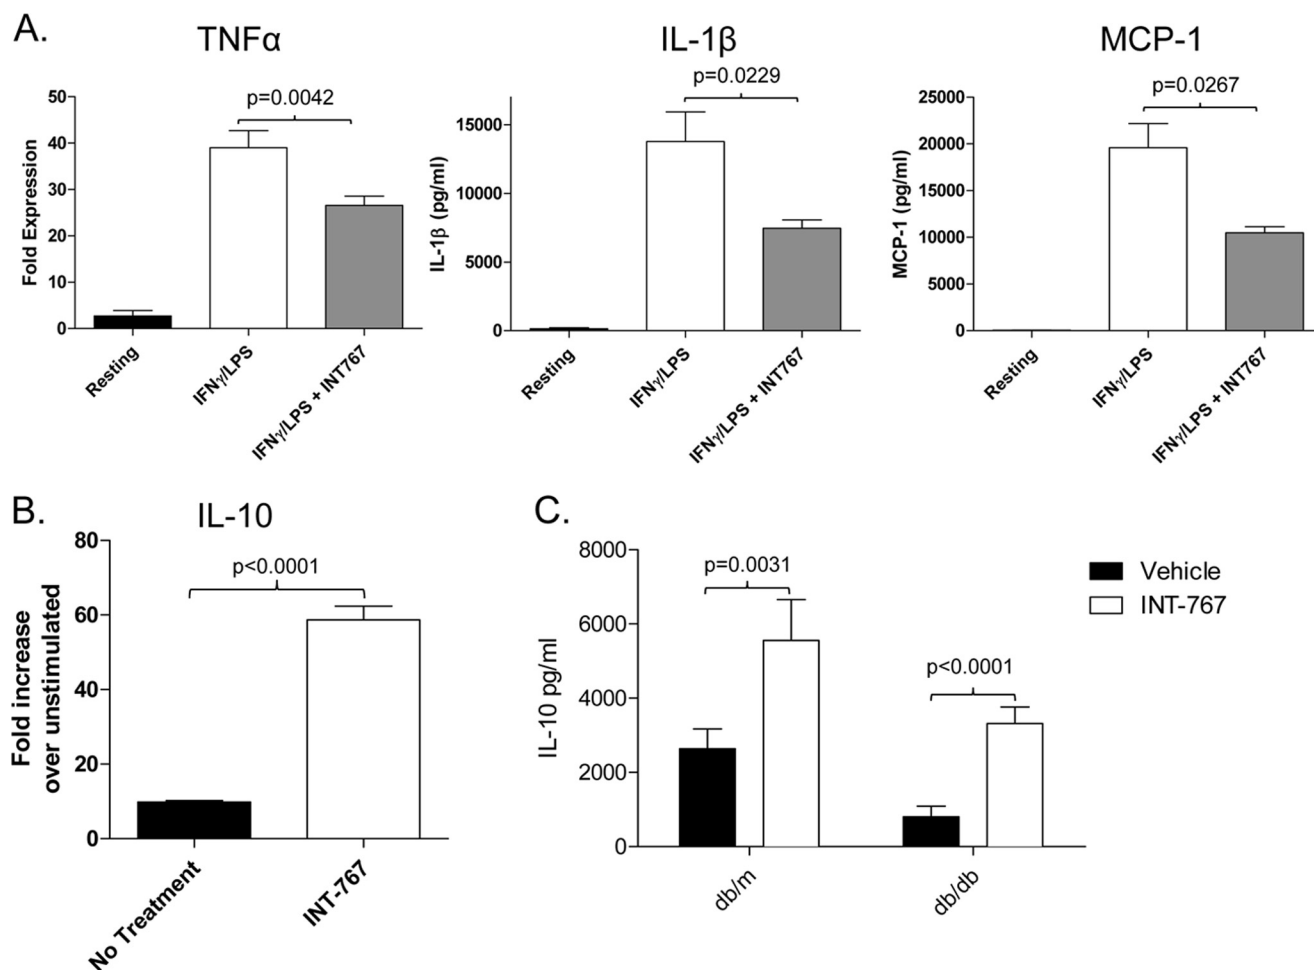 A.
TNFα
Fold Expression
50
40
30
20
10
0
p=0.0042
Resting
IFNγ/LPS
IFNγ/LPS + INT767
IL-1β
IL-1β (pg/ml)
15000
10000
5000
0
p=0.0229
Resting
IFNγ/LPS
IFNγ/LPS + INT767
MCP-1
MCP-1 (pg/ml)
25000
20000
15000
10000
5000
0
p=0.0267
Resting
IFNγ/LPS
IFNγ/LPS + INT767
B.
IL-10
Fold increase
over unstimulated
80
60
40
20
0
p<0.0001
No Treatment
INT-767
C.
IL-10 pg/ml
8000
6000
4000
2000
0
p=0.0031
p<0.0001
db/m
db/db
Vehicle
INT-767